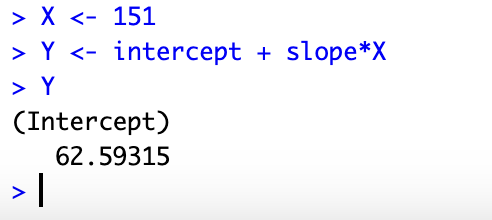 > X <- 151
> Y <- intercept + slope*X
> Y
(Intercept)
62.59315
>